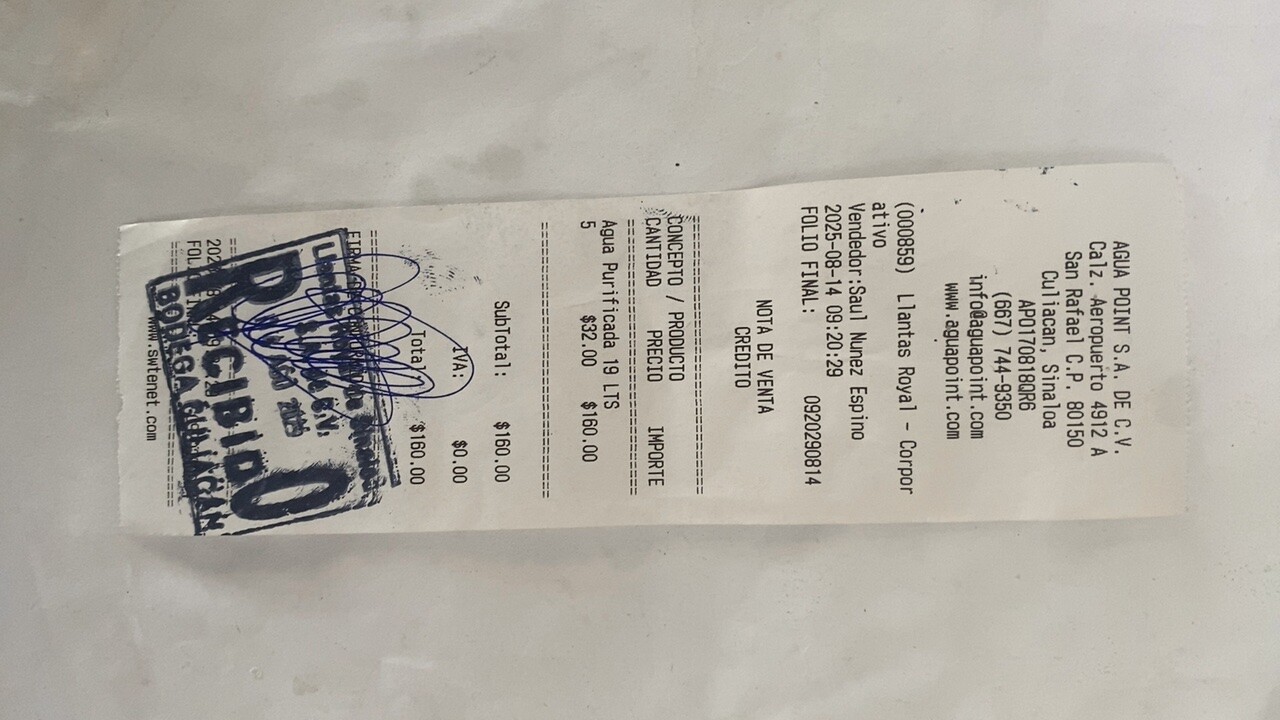 AGUA POINT S.A. DE C.V.
Calz. Aeropuerto 4912 A
San Rafael C.P. 80150
Culiacan, Sinaloa
APO170818QR6
(667) 744-9350
info@aguapoint.com
www.aguapoint.com
(000859) Llantas Royal - Corpor
ativo
Vendedor:Saul Nunez Espino
2025-08-14 09:20:29
FOLIO FINAL: 0920290814
NOTA DE VENTA
CREDITO
================================
CONCEPTO / PRODUCTO
CANTIDAD PRECIO IMPORTE
================================
Agua Purificada 19 LTS
5 $32.00 $160.00
================================
SubTotal: $160.00
IVA: $0.00
Total: $160.00
RECIBIDO
BODEGA CULIACAN
www.swienet.com